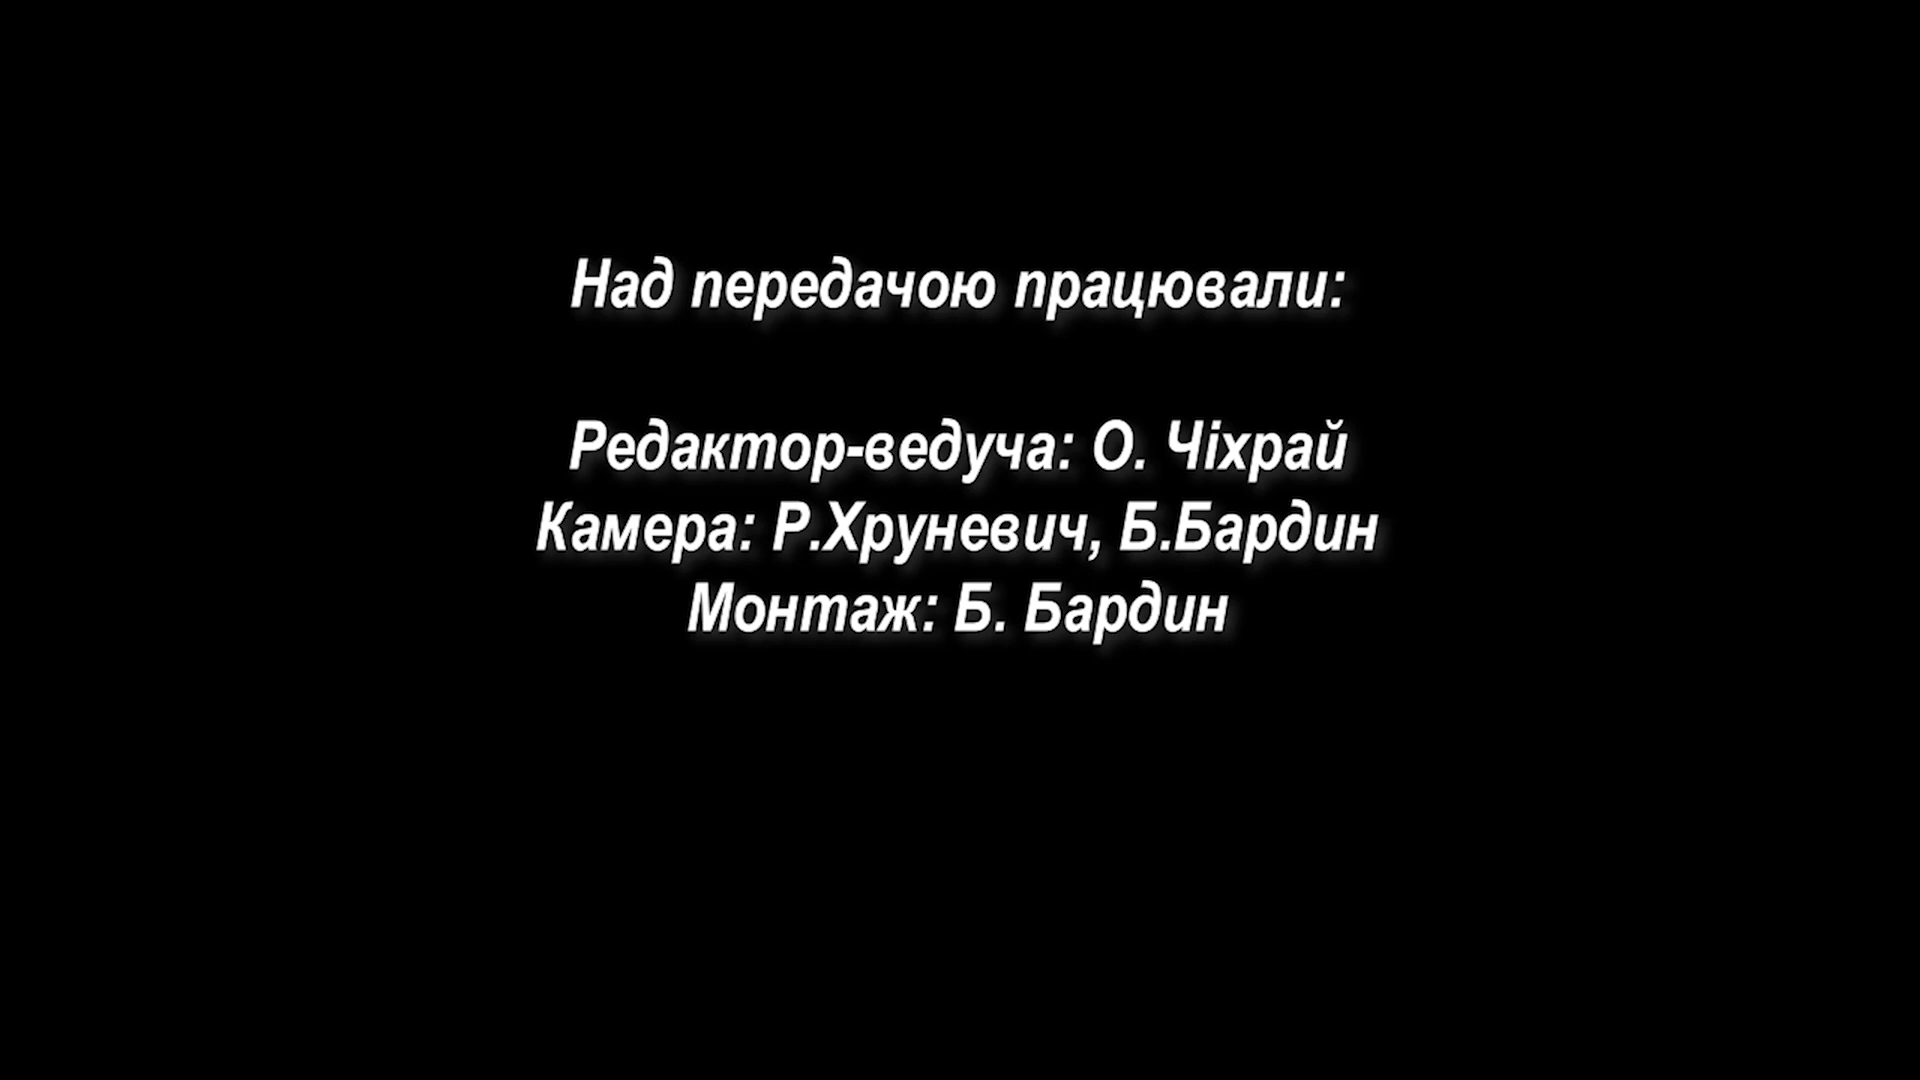 Над передачою працювали:
Редактор-ведуча: О. Чіхрай
Камера: Р.Хруневич, Б.Бардин
Монтаж: Б. Бардин